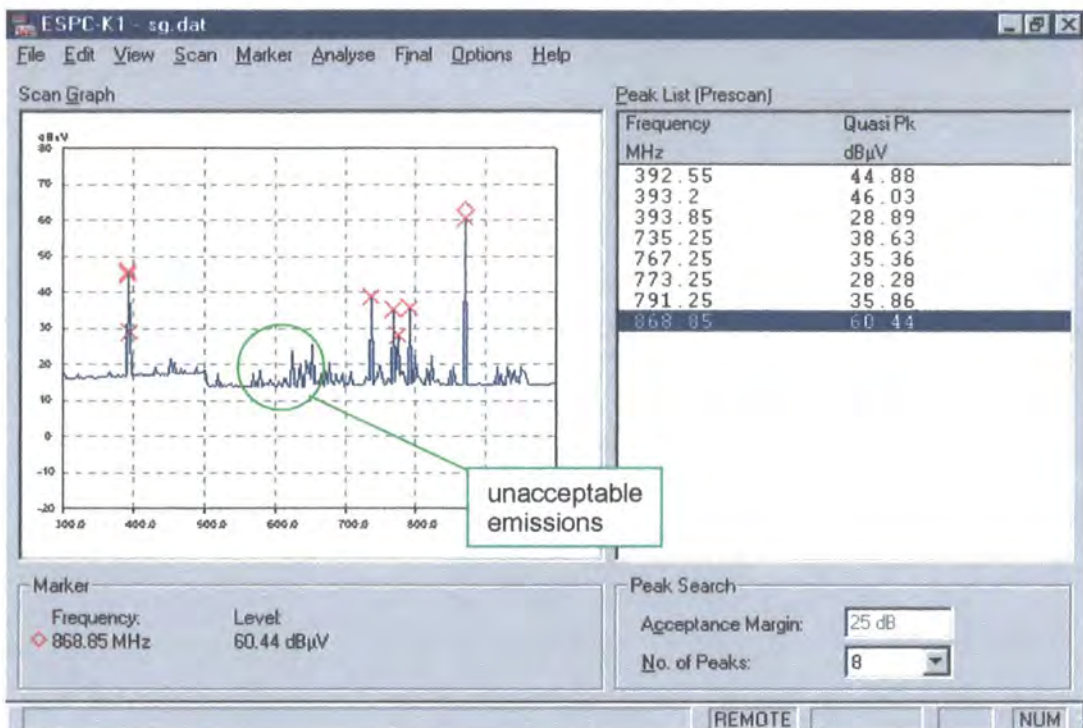 ESPC-K1 - sg.dat
File Edit View Scan Marker Analyse Final Options Help
Scan Graph
dBµV
80
70
60
50
40
30
20
10
0
-10
-20
300.0 400.0 500.0 600.0 700.0 800.0
unacceptable
emissions
Peak List (Prescan)
Frequency Quasi Pk
MHz dBµV
392.55 44.88
393.2 46.03
393.85 28.89
735.25 38.63
767.25 35.36
773.25 28.28
791.25 35.86
868.85 60.44
Marker
Frequency: Level:
868.85 MHz 60.44 dBµV
Peak Search
Acceptance Margin: 25 dB
No. of Peaks: 8
REMOTE NUM